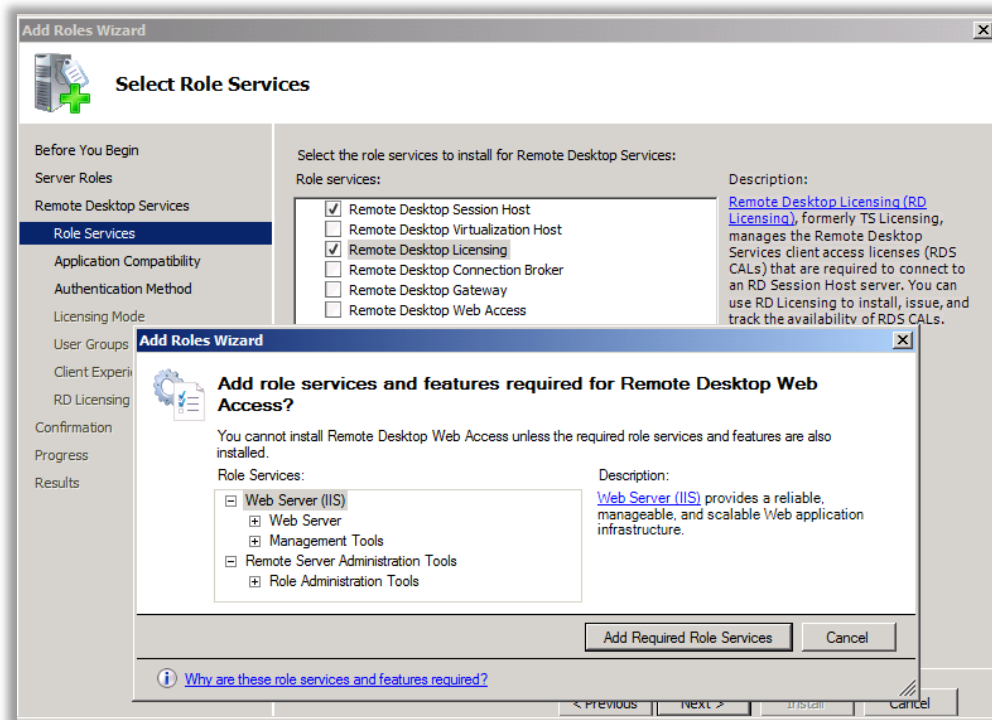 Add Roles Wizard
Select Role Services
Before You Begin
Server Roles
Remote Desktop Services
Role Services
Application Compatibility
Authentication Method
Licensing Mode
User Groups
Client Experi
RD Licensing
Confirmation
Progress
Results
Select the role services to install for Remote Desktop Services:
Role services:
Remote Desktop Session Host
Remote Desktop Virtualization Host
Remote Desktop Licensing
Remote Desktop Connection Broker
Remote Desktop Gateway
Remote Desktop Web Access
Description:
Remote Desktop Licensing (RD
Licensing), formerly TS Licensing,
manages the Remote Desktop
Services client access licenses (RDS
CALs) that are required to connect to
an RD Session Host server. You can
use RD Licensing to install, issue, and
track the availability of RDS CALs.
Add Roles Wizard
Add role services and features required for Remote Desktop Web
Access?
You cannot install Remote Desktop Web Access unless the required role services and features are also
installed.
Role Services:
Web Server (IIS)
Web Server
Management Tools
Remote Server Administration Tools
Role Administration Tools
Description:
Web Server (IIS) provides a reliable,
manageable, and scalable Web application
infrastructure.
Add Required Role Services
Cancel
Why are these role services and features required?
< Previous
Next >
Install
Cancel